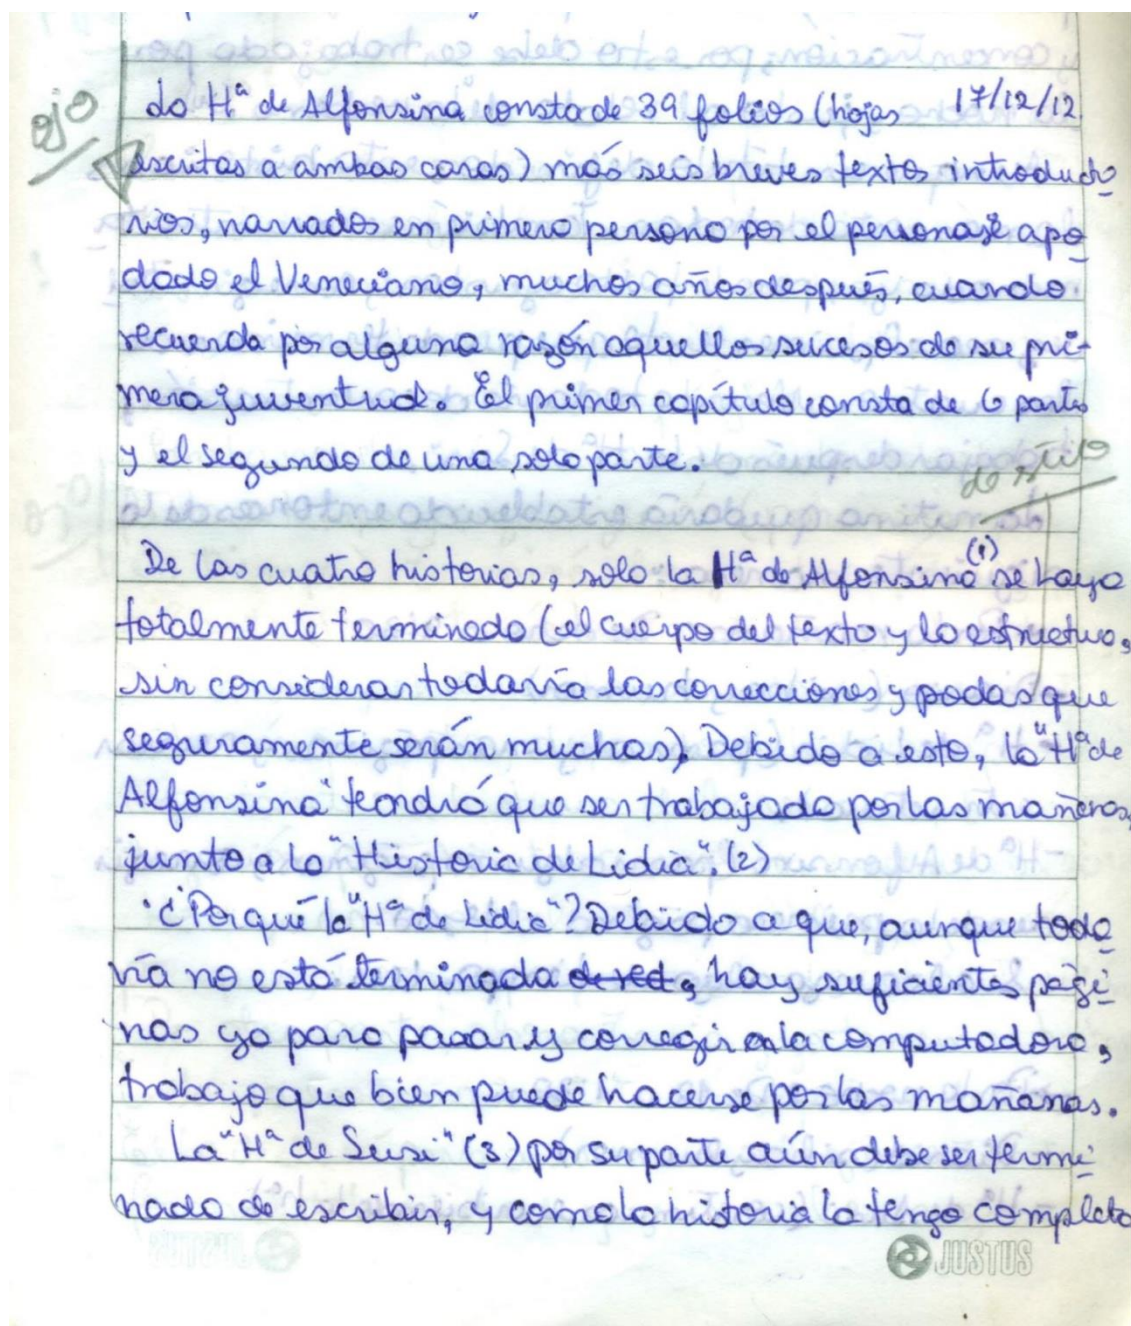 17/12/12
ojo
La Hª de Alfonsina consta de 39 folios (hojas
escritas a ambas caras) más seis breves textos introducto
rios, narrados en primera persona por el personaje apo
dado el Veneciano, muchos años después, cuando
recuerda por alguna razón aquellos sucesos de su pri-
mera juventud. El primer capítulo consta de 6 partes
y el segundo de una sola parte.
De las cuatro historias, solo la Hª de Alfonsina (1) se haya
totalmente terminada (el cuerpo del texto y la estructura,
sin considerar todavía las correcciones y podas que
seguramente serán muchas). Debido a esto, la "Hª de
Alfonsina" tendrá que ser trabajada por las mañanas,
junto a la "Historia de Lidia". (2)
¿Por qué la "Hª de Lidia"? Debido a que, aunque toda
vía no está terminada de red, hay suficientes pági
nas ya para pasar y corregir en la computadora,
trabajo que bien puede hacerse por las mañanas.
La "Hª de Susi" (3) por su parte aún debe ser termi
nada de escribir, y como la historia la tengo completa
JUSTUS